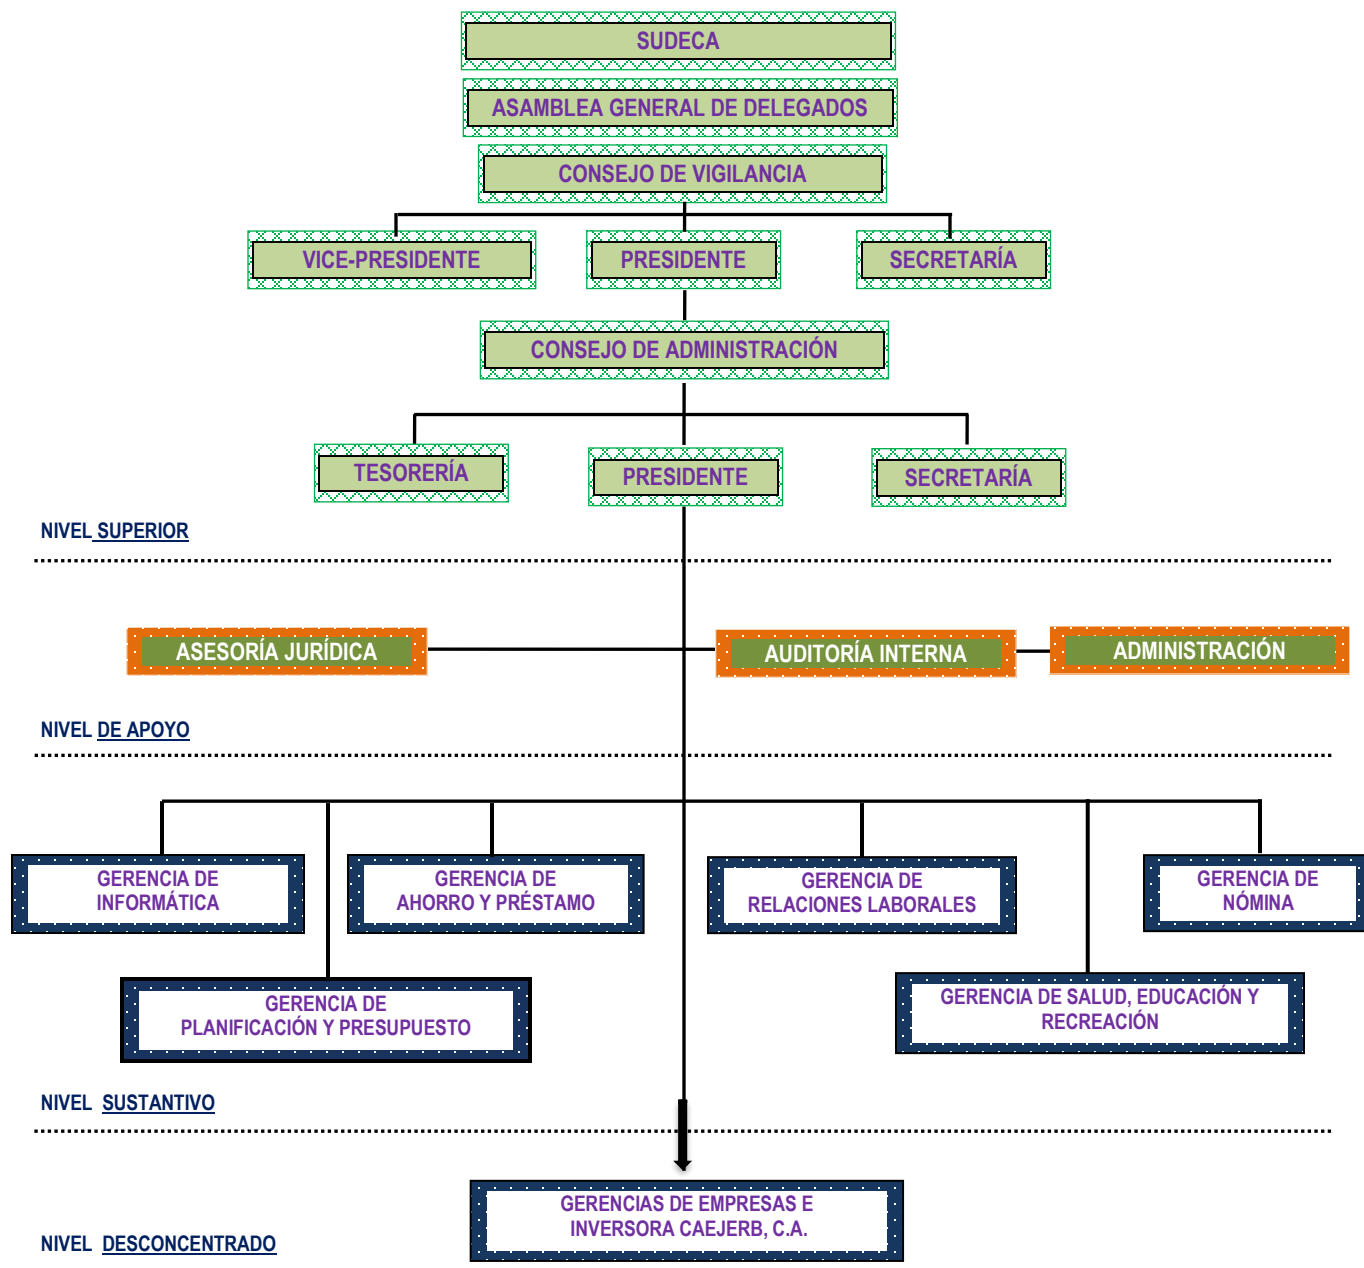 SUDECA
ASAMBLEA GENERAL DE DELEGADOS
CONSEJO DE VIGILANCIA
VICE-PRESIDENTE
PRESIDENTE
SECRETARÍA
CONSEJO DE ADMINISTRACIÓN
TESORERÍA
PRESIDENTE
SECRETARÍA
NIVEL SUPERIOR
ASESORÍA JURÍDICA
AUDITORÍA INTERNA
ADMINISTRACIÓN
NIVEL DE APOYO
GERENCIA DE
INFORMÁTICA
GERENCIA DE
AHORRO Y PRÉSTAMO
GERENCIA DE
RELACIONES LABORALES
GERENCIA DE
NÓMINA
GERENCIA DE
PLANIFICACIÓN Y PRESUPUESTO
GERENCIA DE SALUD, EDUCACIÓN Y
RECREACIÓN
NIVEL SUSTANTIVO
GERENCIAS DE EMPRESAS E
INVERSORA CAEJERB, C.A.
NIVEL DESCONCENTRADO